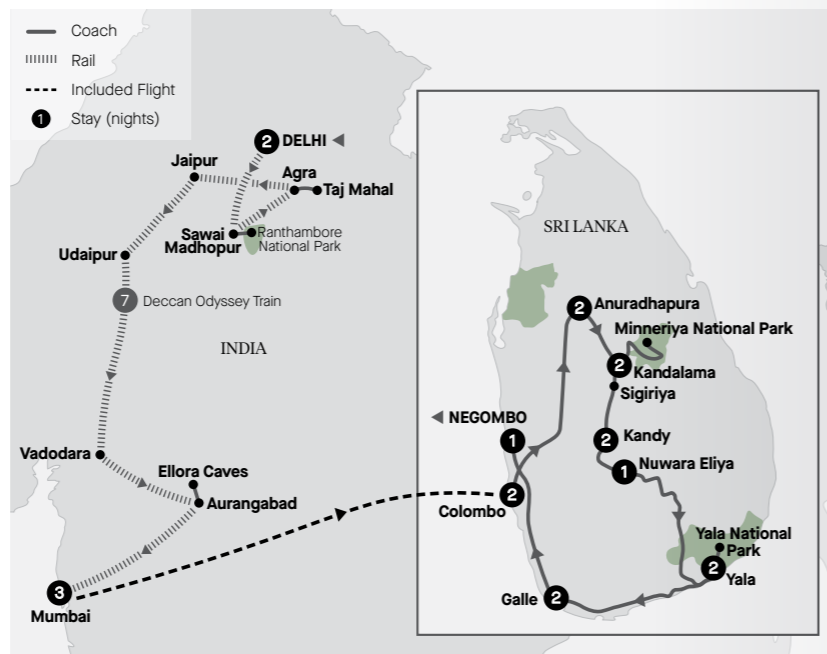 Coach
Rail
Included Flight
1 Stay (nights)
2 DELHI
Jaipur
Agra
Taj Mahal
Sawai
Madhopur
Ranthambore
National Park
Udaipur
7 Deccan Odyssey Train
INDIA
Vadodara
Ellora Caves
Aurangabad
3
Mumbai
SRI LANKA
2 Anuradhapura
Minneriya National Park
2 Kandalama
Sigiriya
NEGOMBO
1
2 Kandy
1 Nuwara Eliya
2
Colombo
Yala National
Park
2 Yala
Galle 2